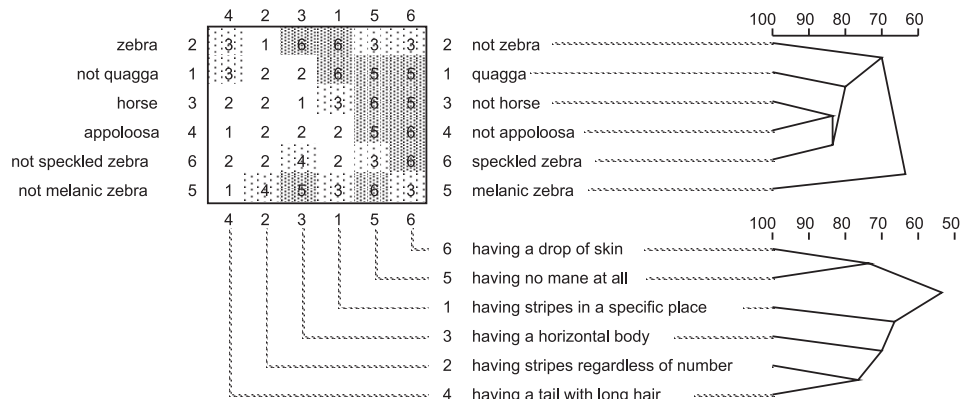 4 2 3 1 5 6
100 90 80 70 60
zebra 2 3 1 6 6 3 3 2 not zebra
not quagga 1 3 2 2 6 5 5 1 quagga
horse 3 2 2 1 3 6 5 3 not horse
appoloosa 4 1 2 2 2 5 6 4 not appoloosa
not speckled zebra 6 2 2 4 2 3 6 6 speckled zebra
not melanic zebra 5 1 4 5 3 6 3 5 melanic zebra
4 2 3 1 5 6
100 90 80 70 60 50
6 having a drop of skin
5 having no mane at all
1 having stripes in a specific place
3 having a horizontal body
2 having stripes regardless of number
4 having a tail with long hair